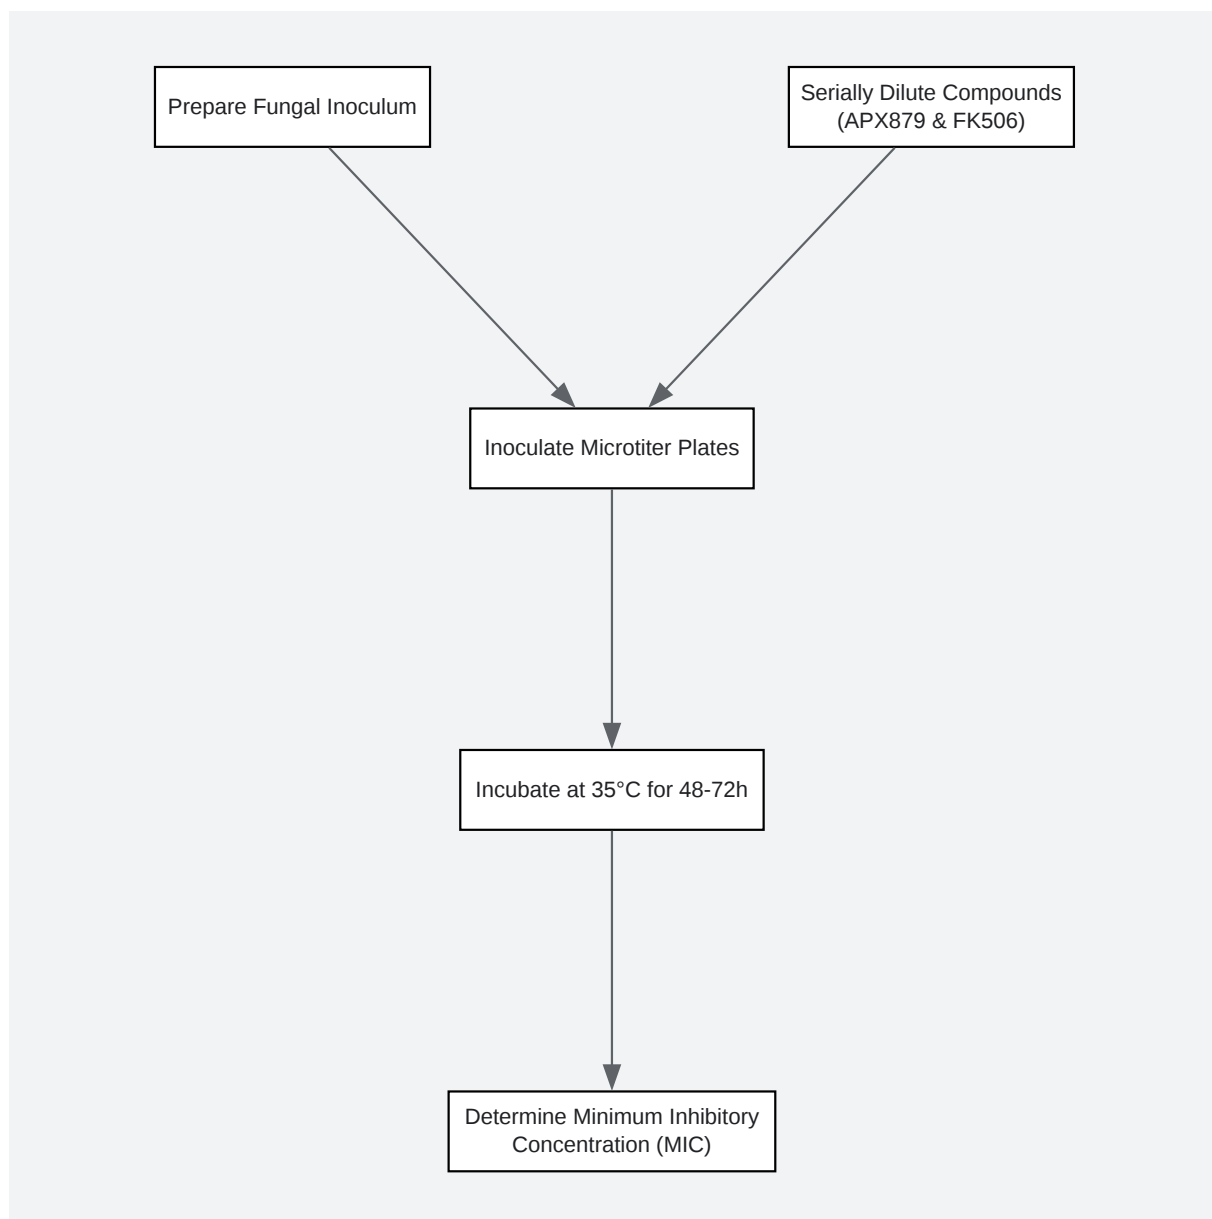 Prepare Fungal Inoculum
Serially Dilute Compounds
(APX879 & FK506)
Inoculate Microtiter Plates
Incubate at 35°C for 48-72h
Determine Minimum Inhibitory
Concentration (MIC)